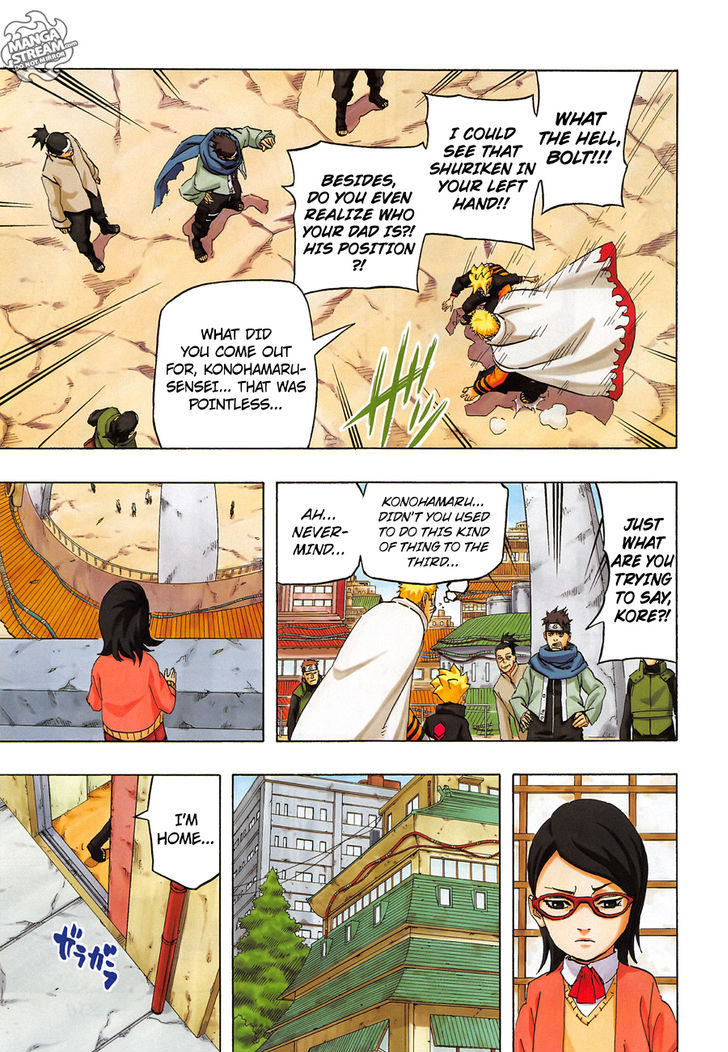 MANGA
STREAM.com
DO NOT MIRROR
WHAT
THE HELL,
BOLT!!!
I COULD
SEE THAT
SHURIKEN IN
YOUR LEFT
HAND!!
BESIDES,
DO YOU EVEN
REALIZE WHO
YOUR DAD IS?!
HIS POSITION
?!
WHAT DID
YOU COME OUT
FOR, KONOHAMARU-
SENSEI... THAT WAS
POINTLESS...
JUST
WHAT
ARE YOU
TRYING
TO SAY,
KORE?!
KONOHAMARU...
DIDN'T YOU USED
TO DO THIS KIND
OF THING TO THE
THIRD...
AH...
NEVER-
MIND...
I'M
HOME...
ガラガラ